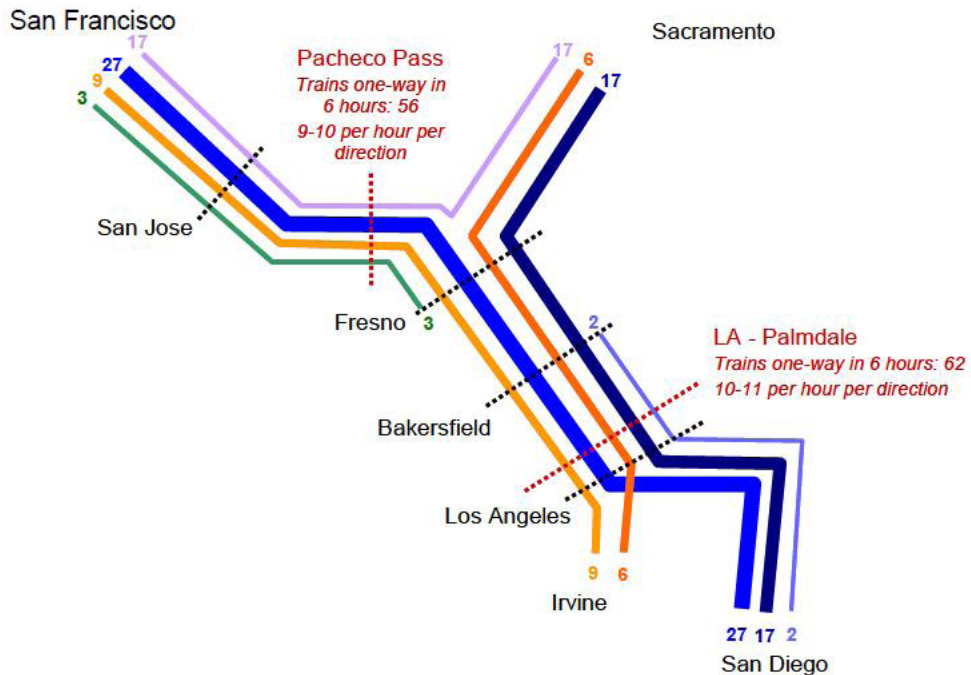 San Francisco
17
27
9
3
Pacheco Pass
Trains one-way in
6 hours: 56
9-10 per hour per
direction
Sacramento
17
6
17
San Jose
Fresno
3
2
LA - Palmdale
Trains one-way in 6 hours: 62
10-11 per hour per direction
Bakersfield
Los Angeles
9
6
Irvine
27
17
2
San Diego